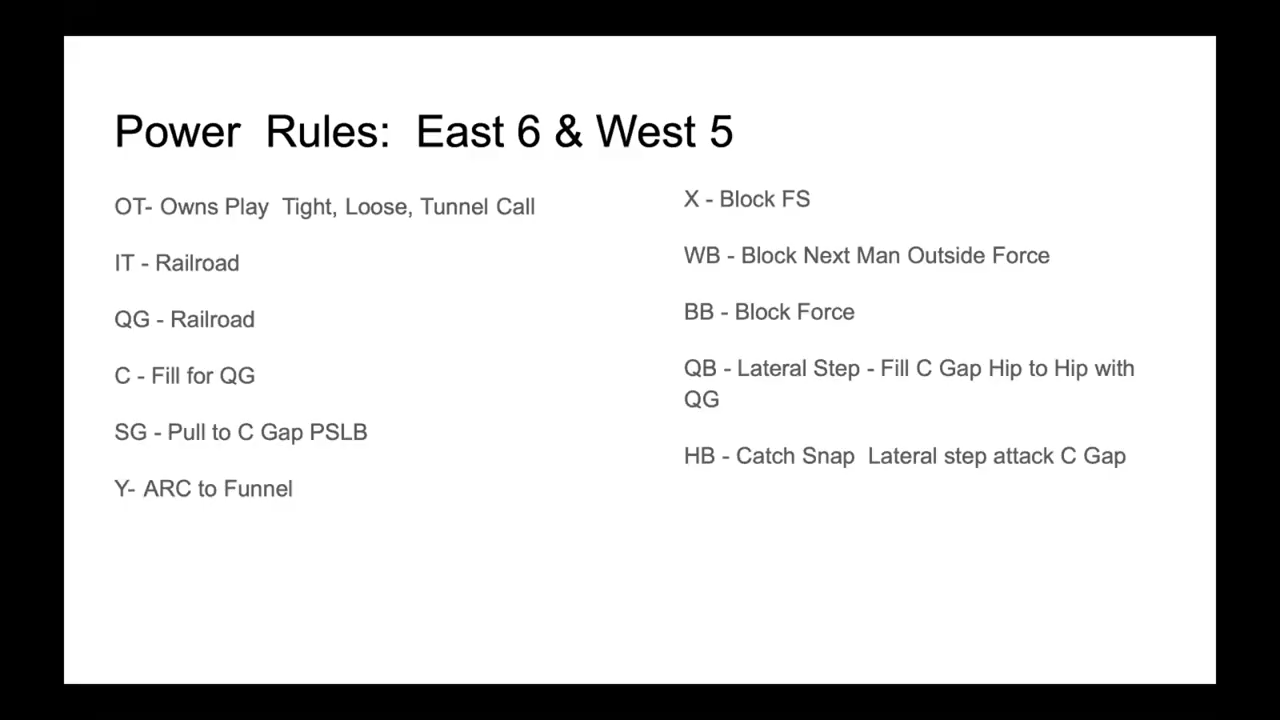 Power Rules: East 6 & West 5
OT- Owns Play Tight, Loose, Tunnel Call
IT - Railroad
QG - Railroad
C - Fill for QG
SG - Pull to C Gap PSLB
Y- ARC to Funnel
X - Block FS
WB - Block Next Man Outside Force
BB - Block Force
QB - Lateral Step - Fill C Gap Hip to Hip with
QG
HB - Catch Snap Lateral step attack C Gap